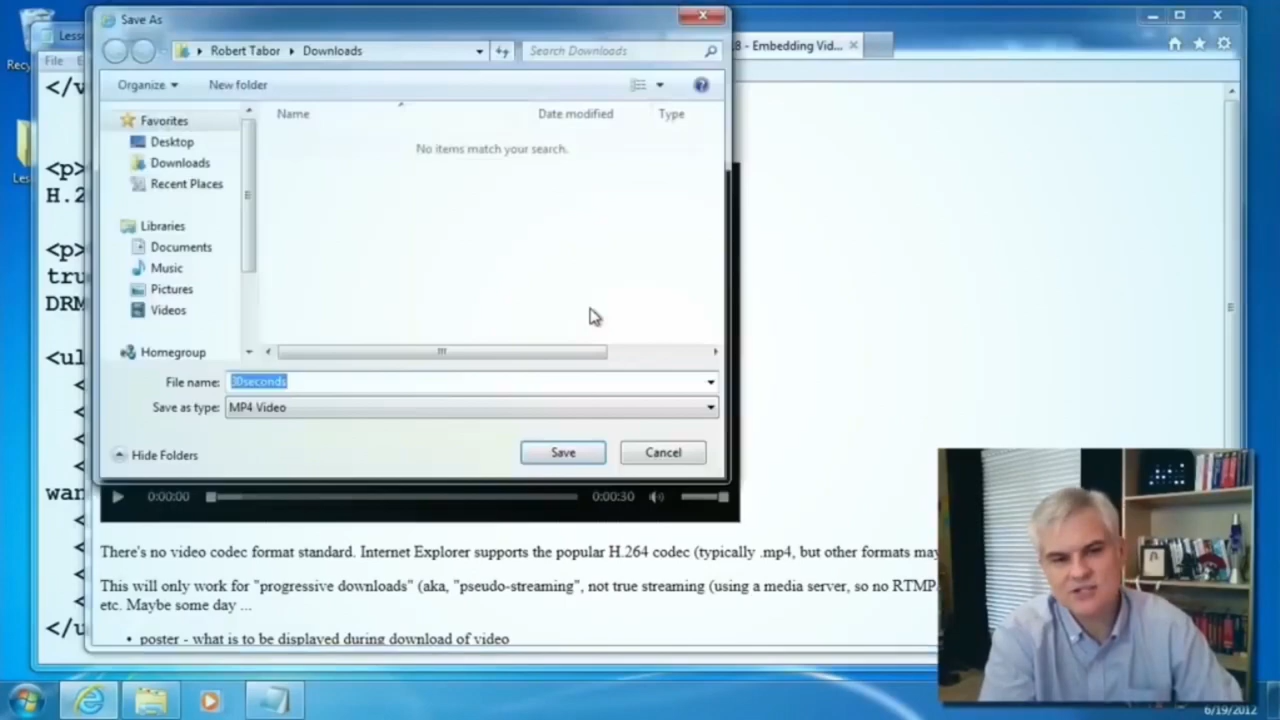 Save As
Robert Tabor
Downloads
Search Downloads
.8 - Embedding Vid...
Organize
New folder
File
</v
Favorites
Desktop
Downloads
Recent Places
Libraries
Documents
Music
Pictures
Videos
Homegroup
Name
Date modified
Type
No items match your search.
<p>
H.2
<p>
tru
DRM
<ul
<
<
<
<
wan
<
<
<
<
</u
File name:
30seconds
Save as type:
MP4 Video
Hide Folders
Save
Cancel
0:00:00
0:00:30
There's no video codec format standard. Internet Explorer supports the popular H.264 codec (typically .mp4, but other formats may
This will only work for "progressive downloads" (aka, "pseudo-streaming", not true streaming (using a media server, so no RTMP,
etc. Maybe some day ...
• poster - what is to be displayed during download of video
6/19/2012